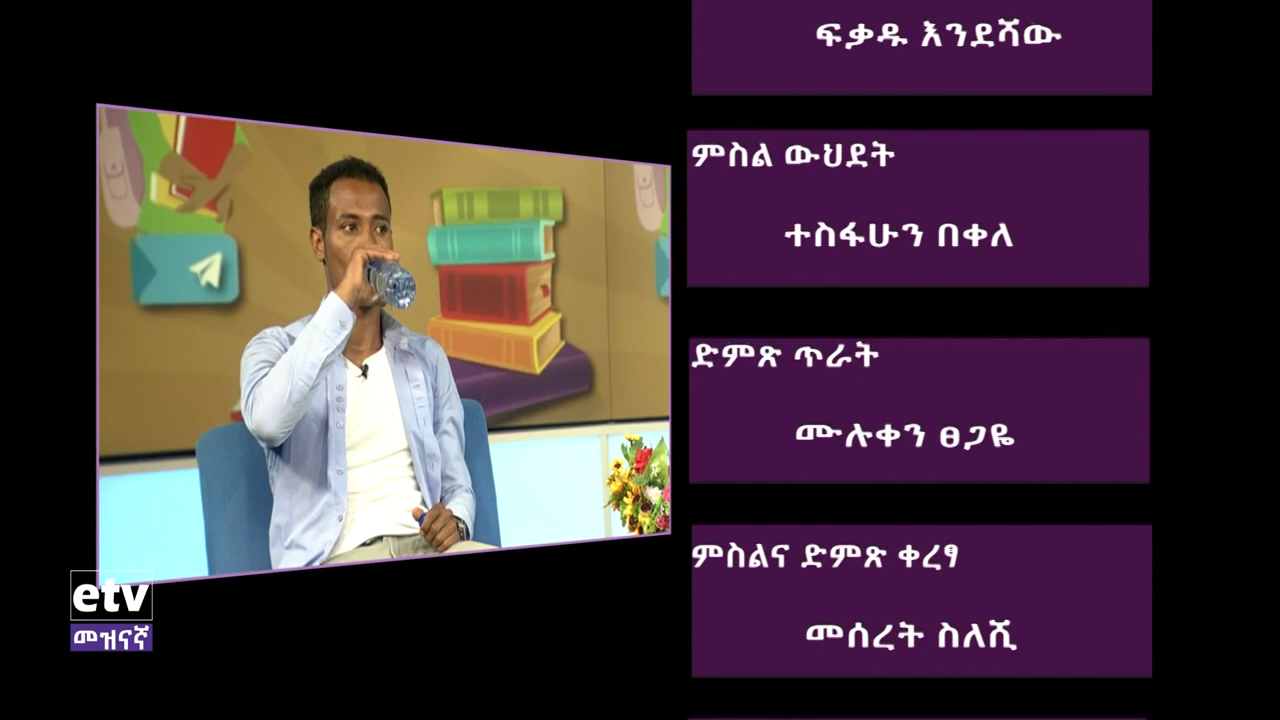 ፍቃዱ እንደሻው
ምስል ውህደት
ተስፋሁን በቀለ
ድምጽ ጥራት
ሙሉቀን ፀጋዬ
ምስልና ድምጽ ቀረፃ
መሰረት ስለሺ
etv
መዝናኛ